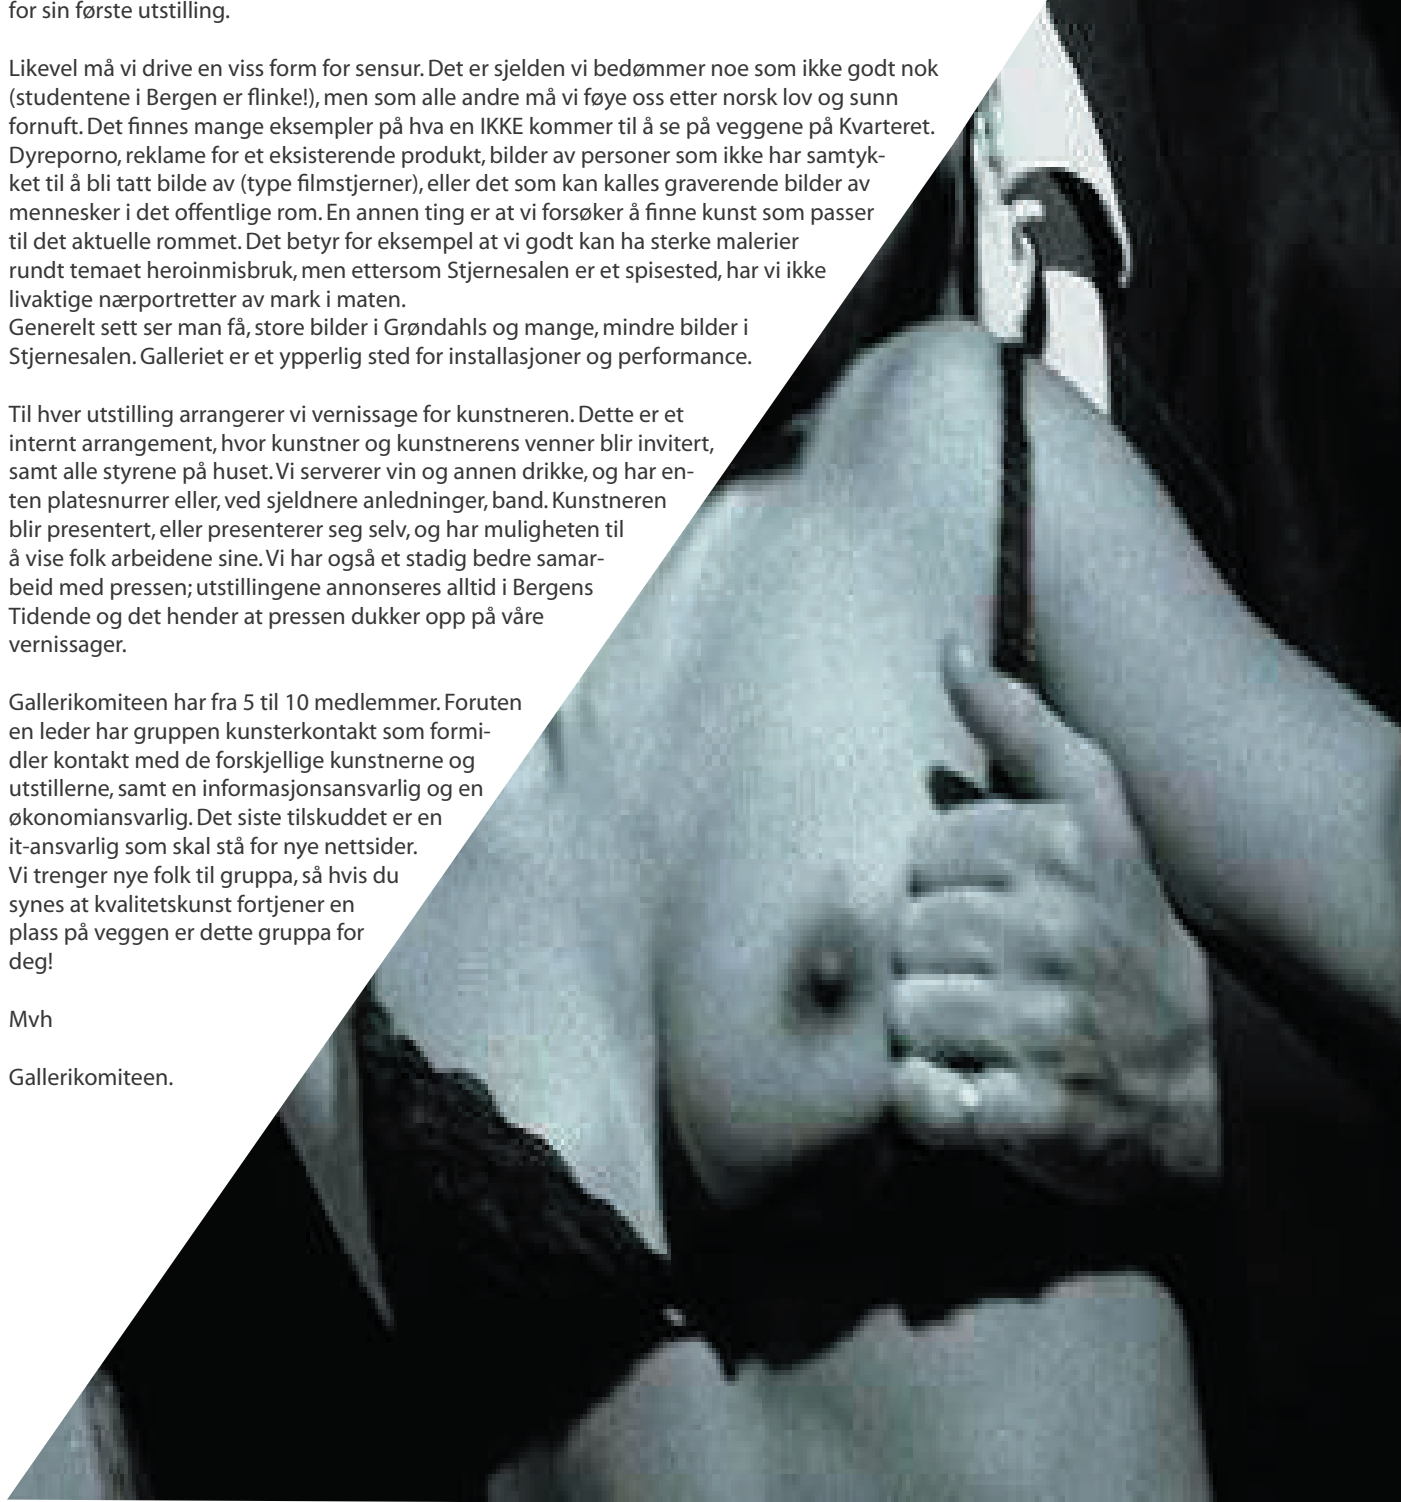 for sin første utstilling.
Likevel må vi drive en viss form for sensur. Det er sjelden vi bedømmer noe som ikke godt nok
(studentene i Bergen er flinke!), men som alle andre må vi føye oss etter norsk lov og sunn
fornuft. Det finnes mange eksempler på hva en IKKE kommer til å se på veggene på Kvarteret.
Dyreporno, reklame for et eksisterende produkt, bilder av personer som ikke har samtyk-
ket til å bli tatt bilde av (type filmstjerner), eller det som kan kalles graverende bilder av
mennesker i det offentlige rom. En annen ting er at vi forsøker å finne kunst som passer
til det aktuelle rommet. Det betyr for eksempel at vi godt kan ha sterke malerier
rundt temaet heroinmisbruk, men ettersom Stjernesalen er et spisested, har vi ikke
livaktige nærportretter av mark i maten.
Generelt sett ser man få, store bilder i Grøndahls og mange, mindre bilder i
Stjernesalen. Galleriet er et ypperlig sted for installasjoner og performance.
Til hver utstilling arrangerer vi vernissage for kunstneren. Dette er et
internt arrangement, hvor kunstner og kunstnerens venner blir invitert,
samt alle styrene på huset. Vi serverer vin og annen drikke, og har en-
ten platesnurrer eller, ved sjeldnere anledninger, band. Kunstneren
blir presentert, eller presenterer seg selv, og har muligheten til
å vise folk arbeidene sine. Vi har også et stadig bedre samar-
beid med pressen; utstillingene annonseres alltid i Bergens
Tidende og det hender at pressen dukker opp på våre
vernissager.
Gallerikomiteen har fra 5 til 10 medlemmer. Foruten
en leder har gruppen kunsterkontakt som formi-
dler kontakt med de forskjellige kunstnerne og
utstillerne, samt en informasjonsansvarlig og en
økonomiansvarlig. Det siste tilskuddet er en
it-ansvarlig som skal stå for nye nettsider.
Vi trenger nye folk til gruppa, så hvis du
synes at kvalitetskunst fortjener en
plass på veggen er dette gruppa for
deg!
Mvh
Gallerikomiteen.